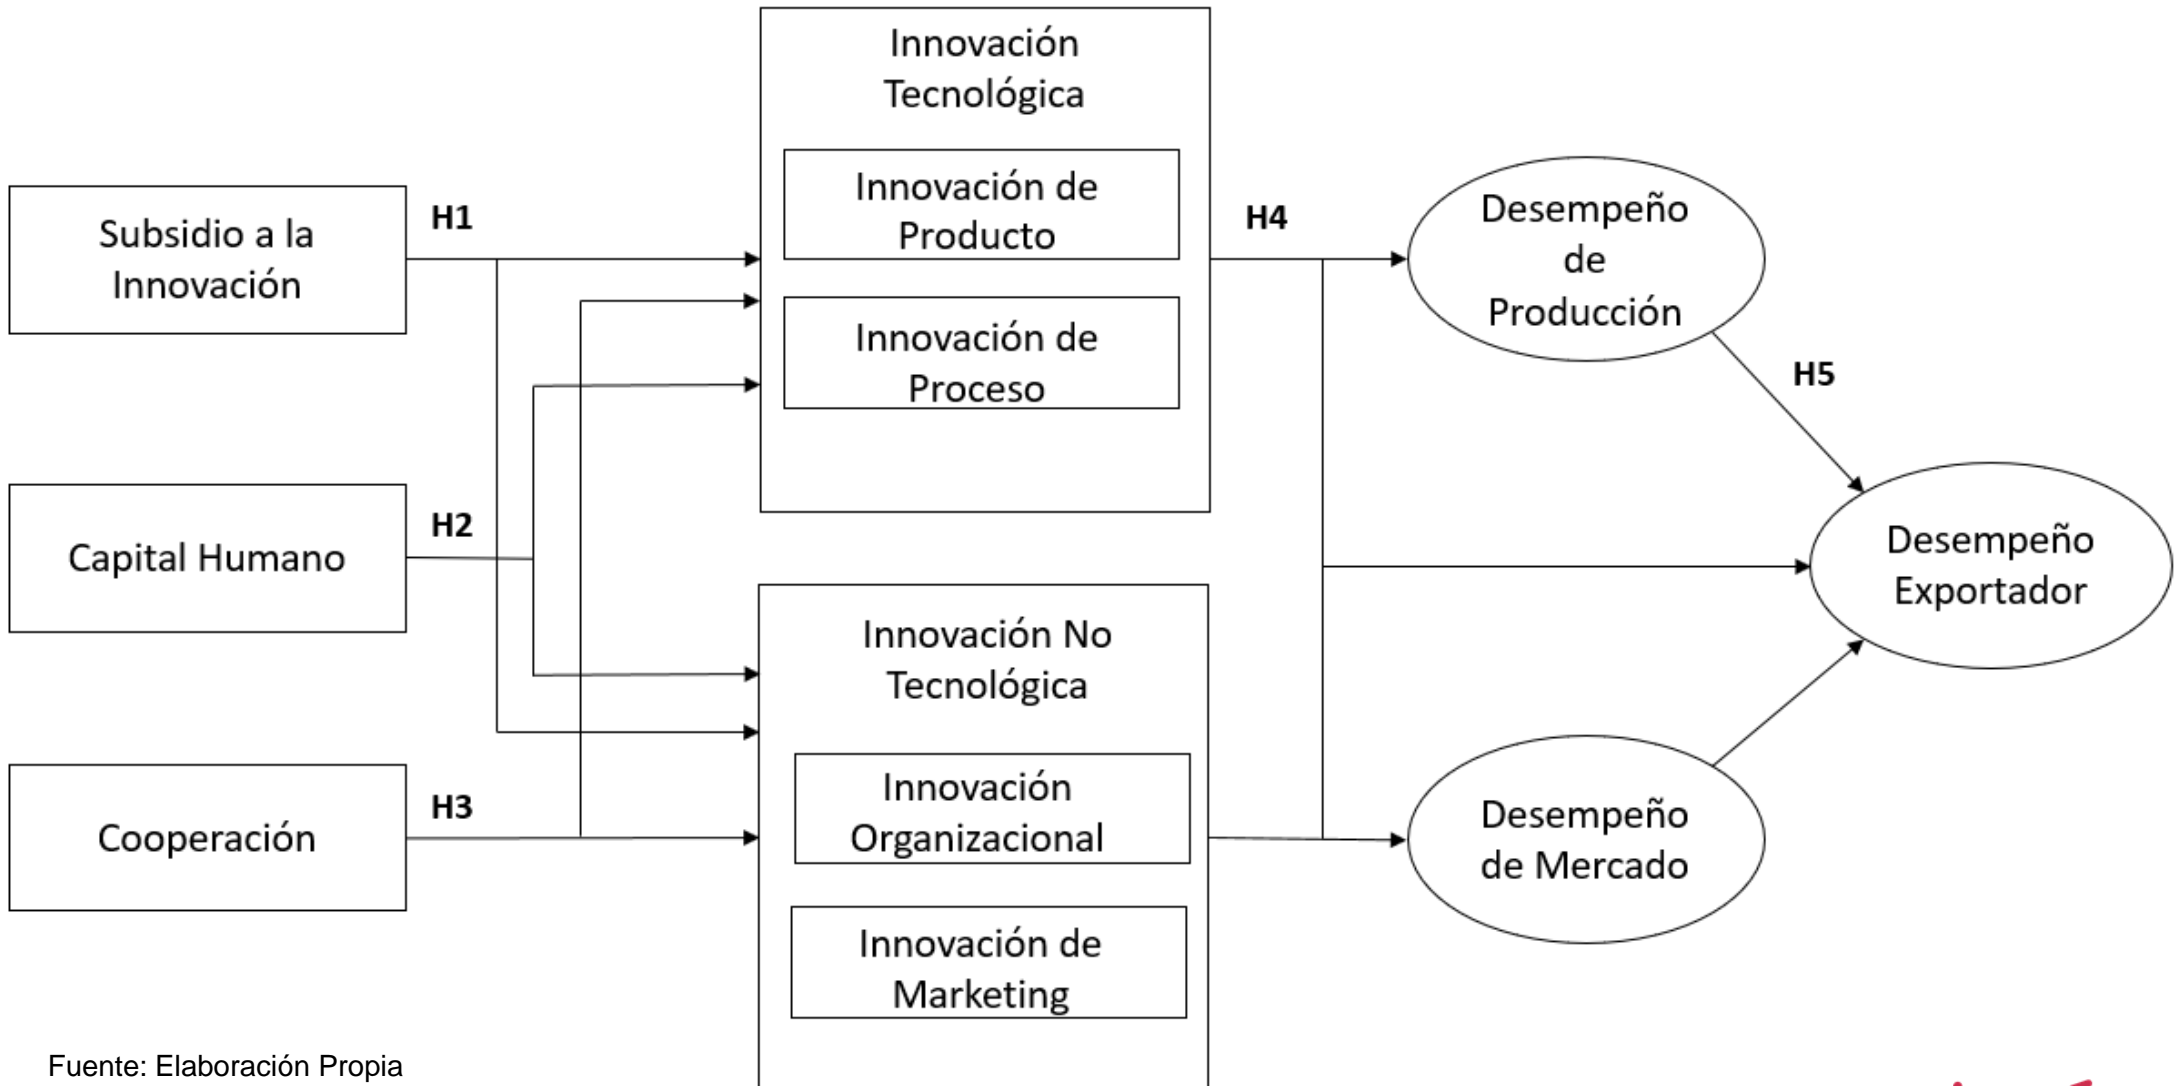 Innovación
Tecnológica
Innovación de
Producto
Innovación de
Proceso
Subsidio a la
Innovación
H1
Capital Humano
H2
Cooperación
H3
Innovación No
Tecnológica
Innovación
Organizacional
Innovación de
Marketing
H4
Desempeño
de
Producción
H5
Desempeño
Exportador
Desempeño
de Mercado
Fuente: Elaboración Propia